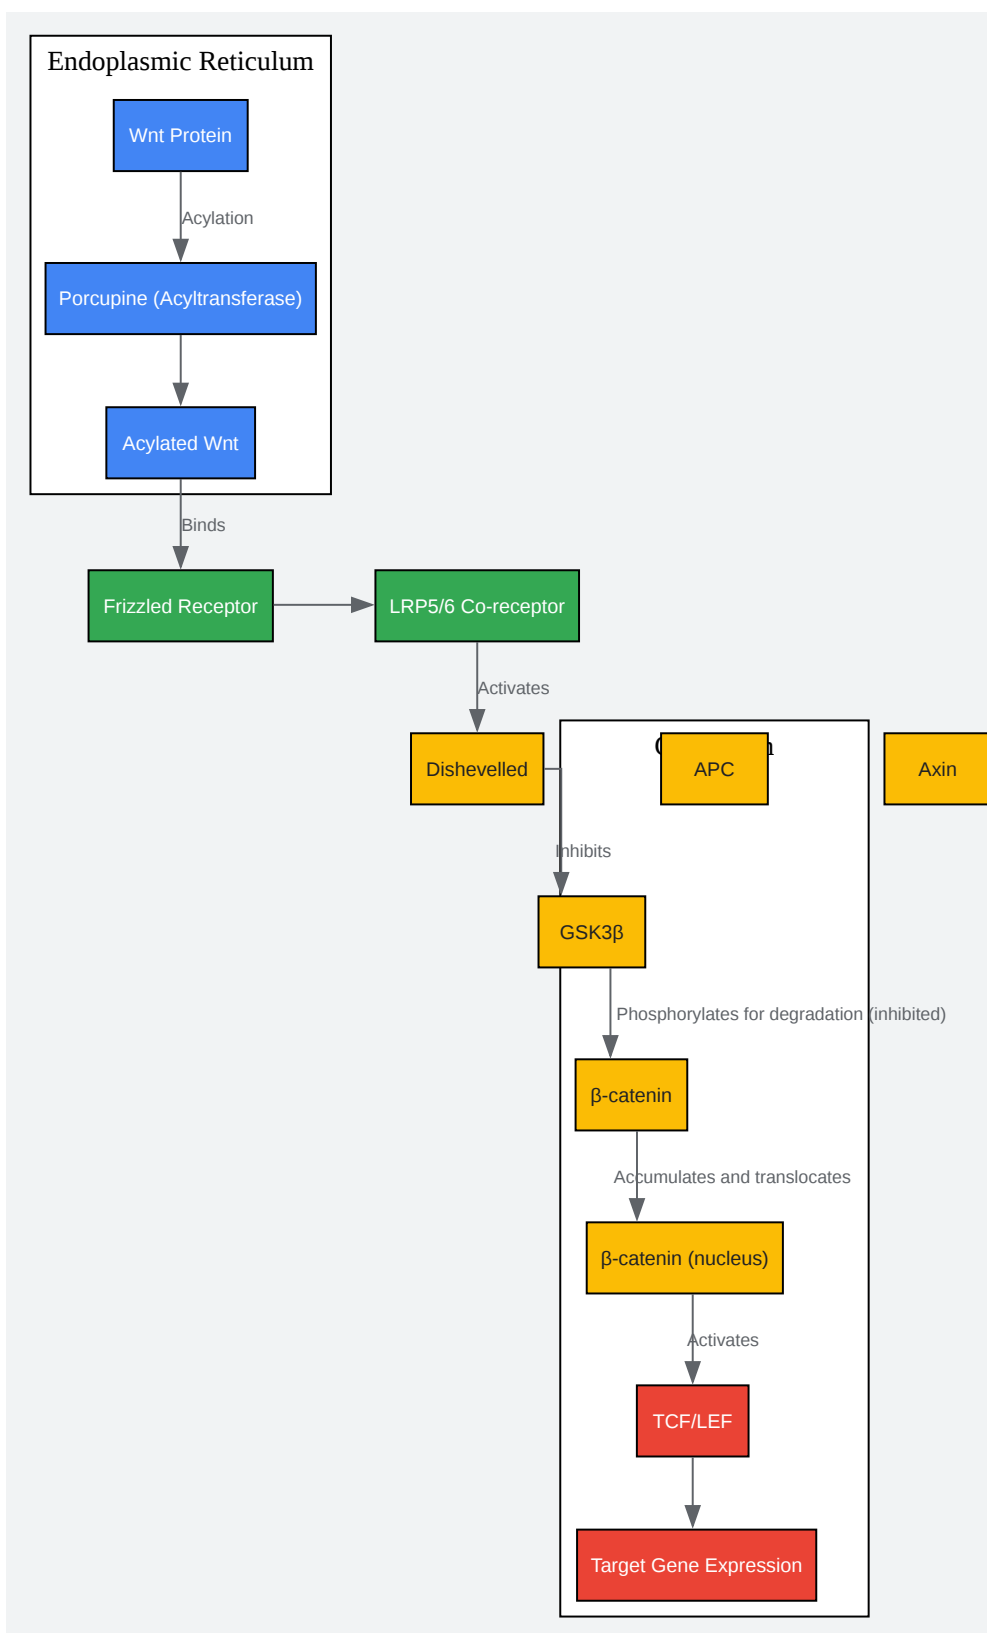 Endoplasmic Reticulum
Wnt Protein
Acylation
Porcupine (Acyltransferase)
Acylated Wnt
Binds
Frizzled Receptor
LRP5/6 Co-receptor
Activates
Dishevelled
APC
Axin
Inhibits
GSK3β
Phosphorylates for degradation (inhibited)
β-catenin
Accumulates and translocates
β-catenin (nucleus)
Activates
TCF/LEF
Target Gene Expression